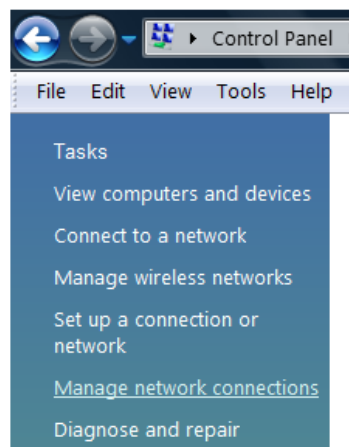 Control Panel
File Edit View Tools Help
Tasks
View computers and devices
Connect to a network
Manage wireless networks
Set up a connection or
network
Manage network connections
Diagnose and repair